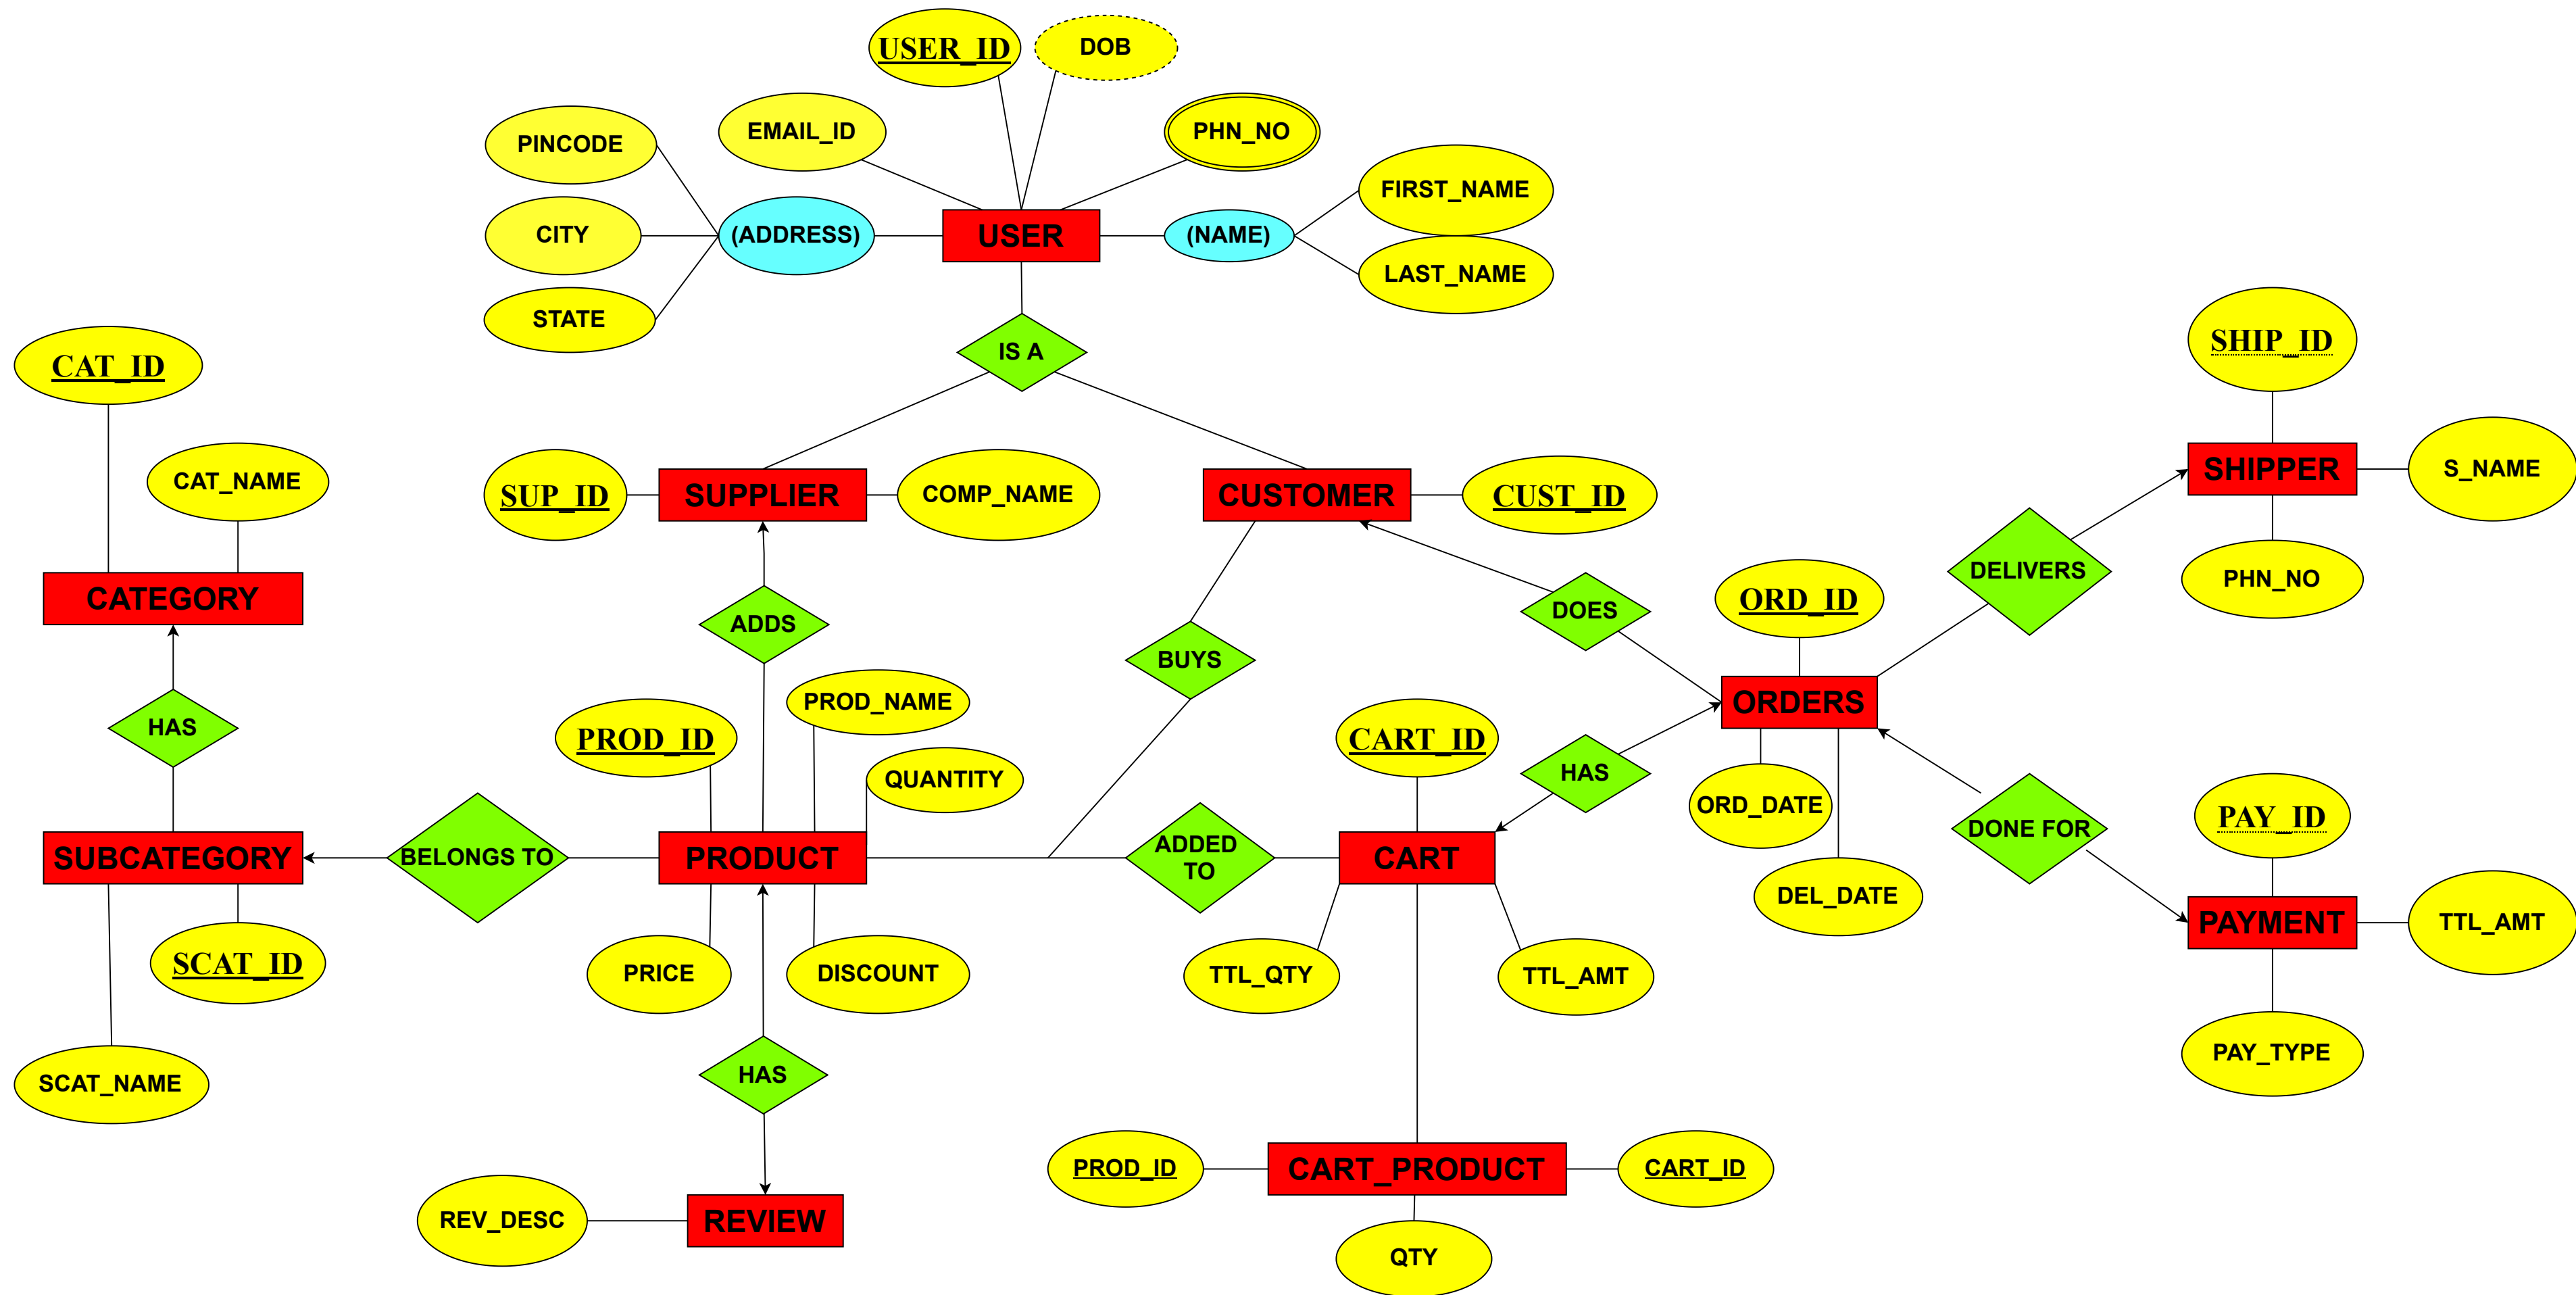 USER_ID
DOB
EMAIL_ID
PHN_NO
PINCODE
FIRST_NAME
CITY
(ADDRESS)
USER
(NAME)
LAST_NAME
STATE
IS A
SHIP_ID
CAT_ID
CAT_NAME
SUP_ID
SUPPLIER
COMP_NAME
CUSTOMER
CUST_ID
SHIPPER
S_NAME
CATEGORY
ADDS
DOES
ORD_ID
DELIVERS
PHN_NO
BUYS
HAS
PROD_ID
PROD_NAME
QUANTITY
CART_ID
HAS
ORDERS
ORD_DATE
DONE FOR
PAY_ID
SUBCATEGORY
BELONGS TO
PRODUCT
ADDED
TO
CART
DEL_DATE
PAYMENT
TTL_AMT
SCAT_ID
PRICE
DISCOUNT
TTL_QTY
TTL_AMT
SCAT_NAME
HAS
PAY_TYPE
PROD_ID
CART_PRODUCT
CART_ID
REV_DESC
REVIEW
QTY